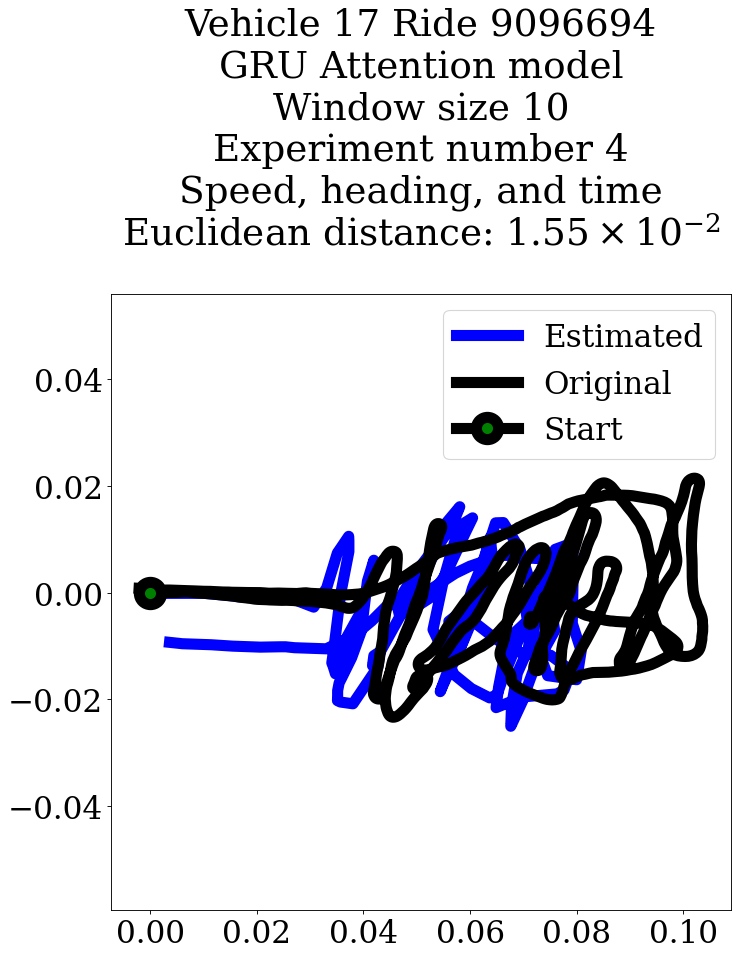 Vehicle 17 Ride 9096694
GRU Attention model
Window size 10
Experiment number 4
Speed, heading, and time
Euclidean distance: $1.55 \times 10^{-2}$
Estimated
Original
Start
0.04
0.02
0.00
−0.02
−0.04
0.00 0.02 0.04 0.06 0.08 0.10